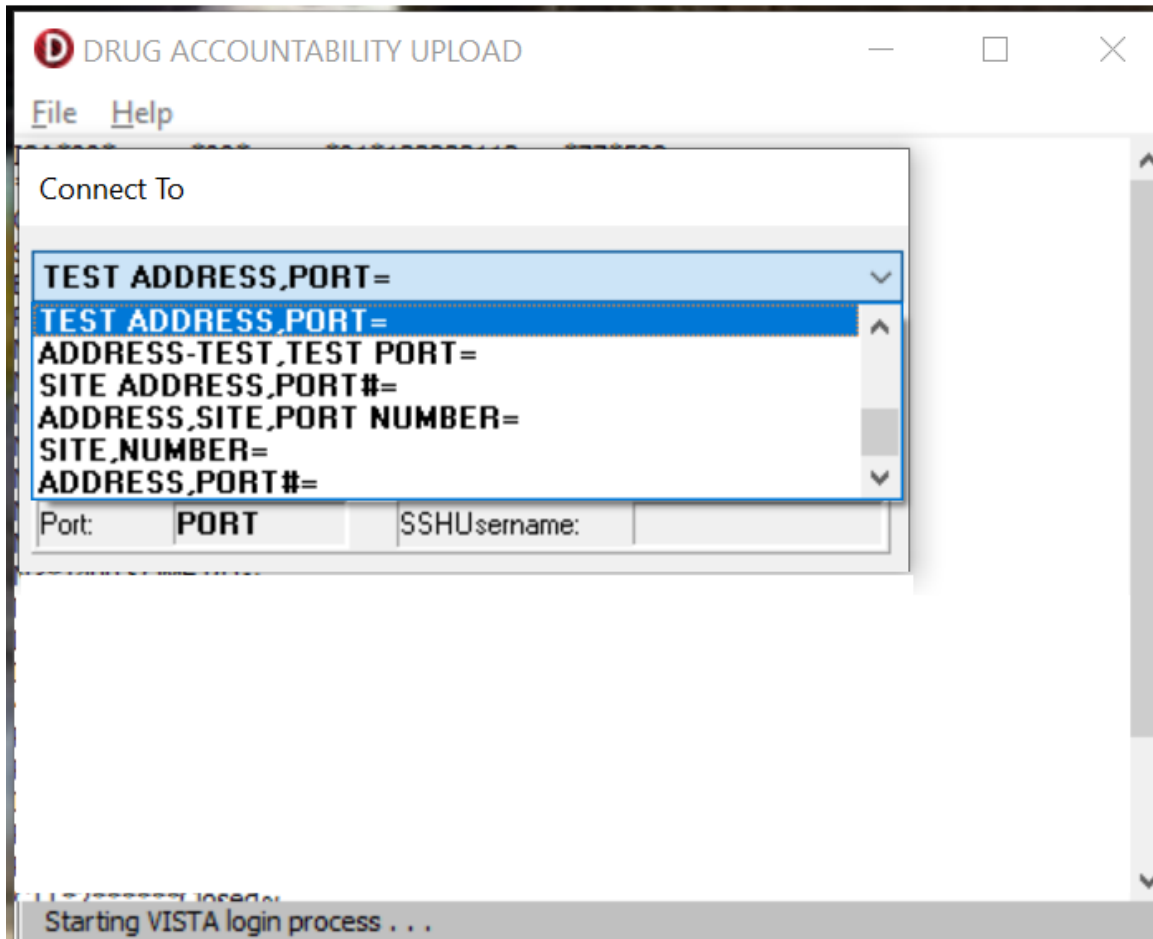 DRUG ACCOUNTABILITY UPLOAD
File Help
Connect To
TEST ADDRESS,PORT=
TEST ADDRESS,PORT=
ADDRESS-TEST,TEST PORT=
SITE ADDRESS,PORT#=
ADDRESS,SITE,PORT NUMBER=
SITE,NUMBER=
ADDRESS,PORT#=
Port: PORT SSHUsername:
Starting VISTA login process . . .